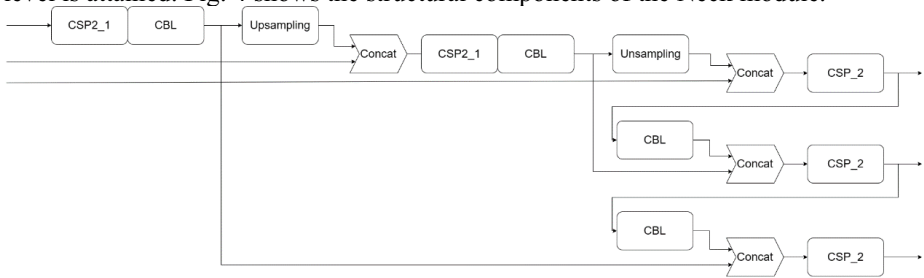 level is attained. Fig. 4 shows the structural components of the Neck module.
CSP2_1 CBL Upsampling
Concat CSP2_1 CBL Unsampling
Concat CSP_2
CBL
Concat CSP_2
CBL
Concat CSP_2